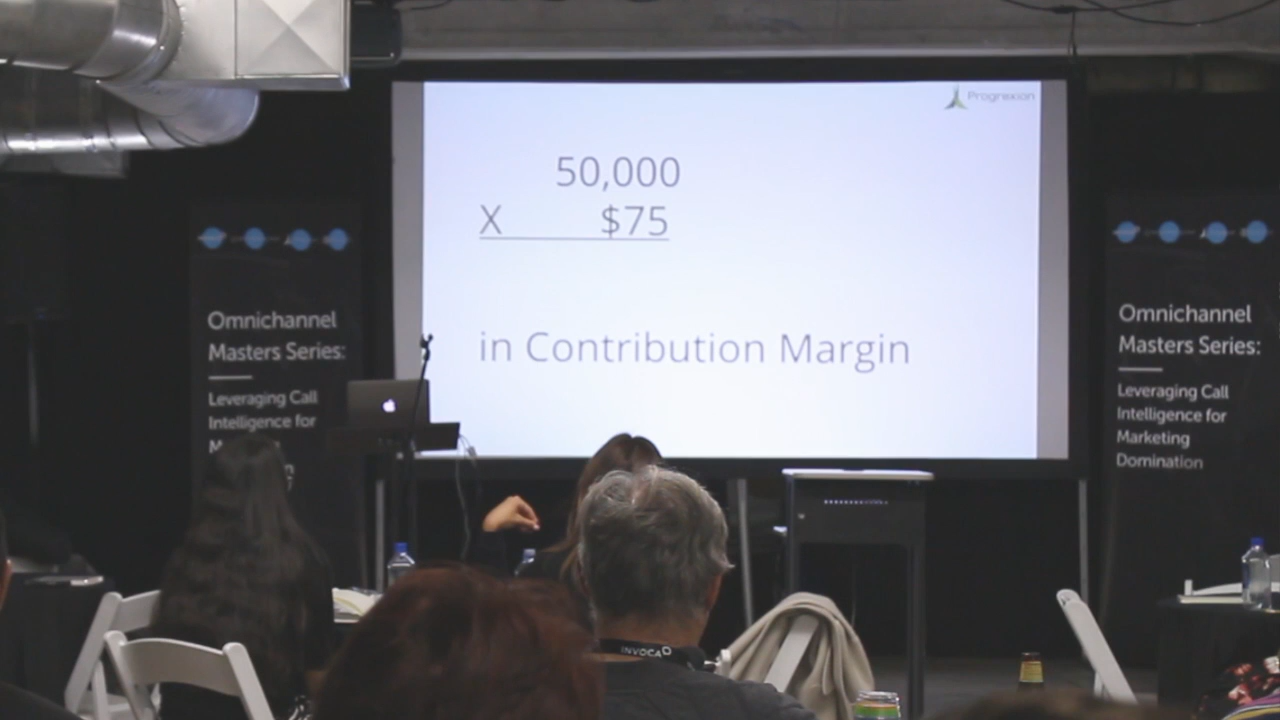 Progrexion
50,000
X $75
in Contribution Margin
Omnichannel
Masters Series:
Leveraging Call
Intelligence for
Omnichannel
Masters Series:
Leveraging Call
Intelligence for
Marketing
Domination
INVOCA